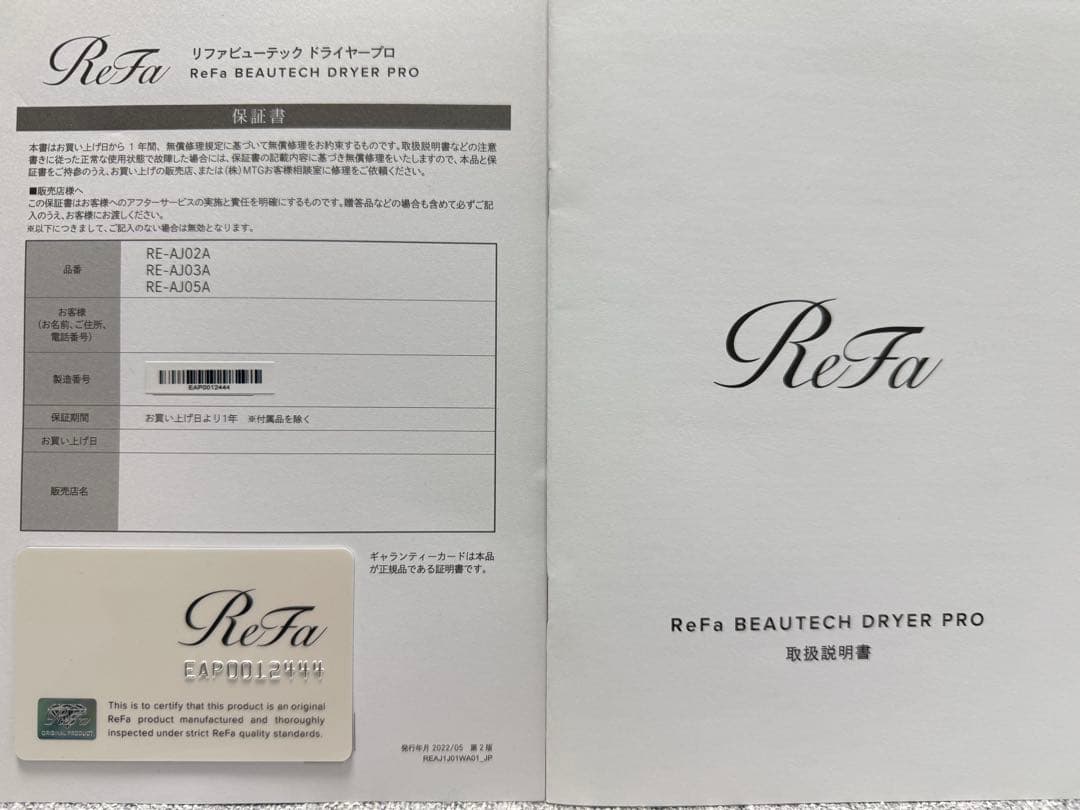 ReFa
リファビューテック ドライヤープロ
ReFa BEAUTECH DRYER PRO
保証書
本書はお買い上げ日から 1 年間、無償修理規定に基づいて無償修理をお約束するものです。取扱説明書などの注意
書きに従った正常な使用状態で故障した場合には、保証書の記載内容に基づき無償修理をいたしますので、本品と保
証書をご持参のうえ、お買い上げの販売店、または(株)MTGお客様相談室に修理をご依頼ください。
■販売店様へ
この保証書はお客様へのアフターサービスの実施と責任を明確にするものです。贈答品などの場合も含めて必ずご記
入のうえ、お客様にお渡しください。
※以下につきまして、ご記入のない場合は無効となります。
品番
RE-AJ02A
RE-AJ03A
RE-AJ05A
お客様
(お名前、ご住所、
電話番号)
製造番号
EAP0012444
保証期間
お買い上げ日より1年 ※付属品を除く
お買い上げ日
販売店名
ギャランティーカードは本品
が正規品である証明書です。
ReFa
EAP0012444
ReFa
ORIGINAL PRODUCT
This is to certify that this product is an original
ReFa product manufactured and thoroughly
inspected under strict ReFa quality standards.
発行年月 2022/05 第2版
REAJ1J01WA01_JP
ReFa
ReFa BEAUTECH DRYER PRO
取扱説明書